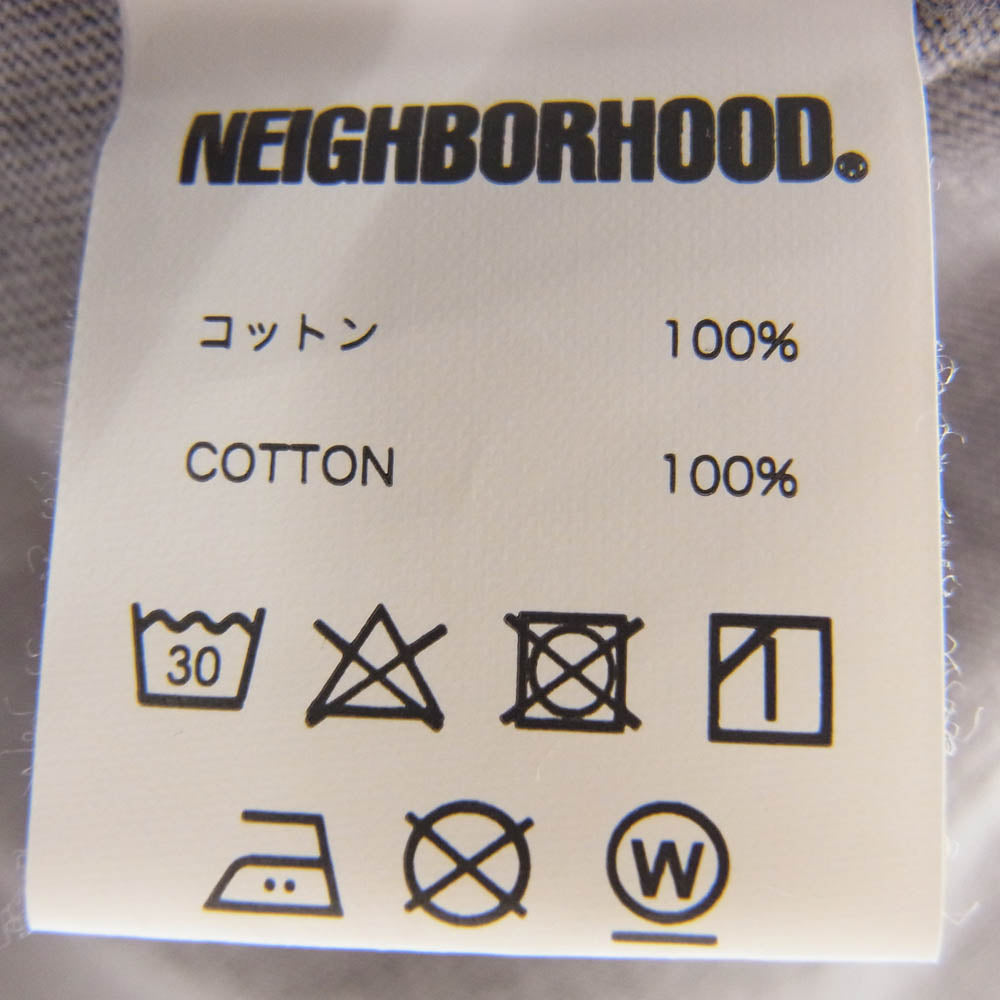 NEIGHBORHOOD.
コットン 100%
COTTON 100%
30
W